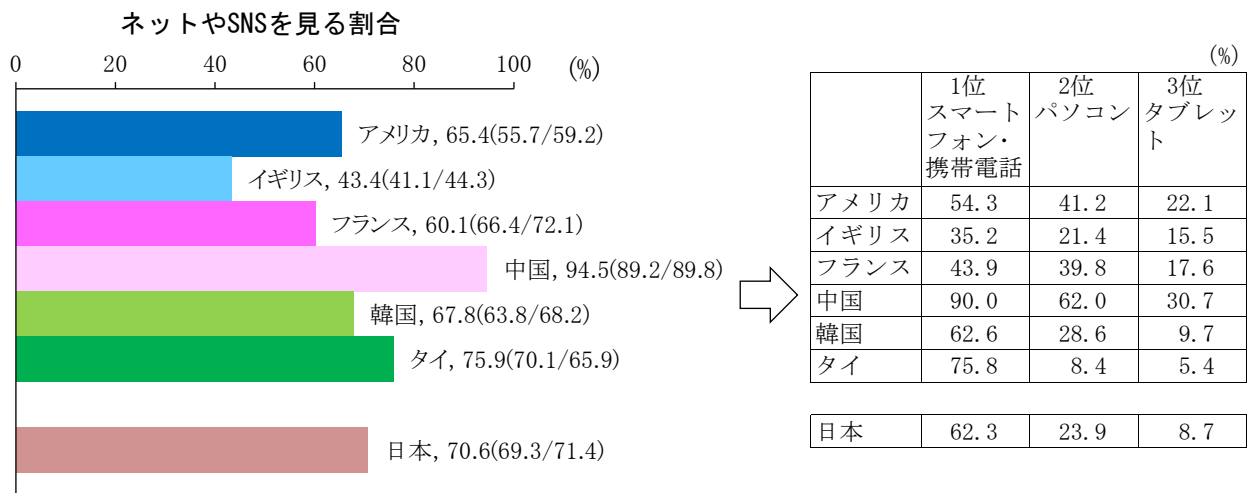 ネットやSNSを見る割合
0 20 40 60 80 100 (%)
アメリカ, 65.4(55.7/59.2)
イギリス, 43.4(41.1/44.3)
フランス, 60.1(66.4/72.1)
中国, 94.5(89.2/89.8)
韓国, 67.8(63.8/68.2)
タイ, 75.9(70.1/65.9)
日本, 70.6(69.3/71.4)
(%)
1位 2位 3位
スマート パソコン タブレッ
フォン・ ト
携帯電話
アメリカ 54.3 41.2 22.1
イギリス 35.2 21.4 15.5
フランス 43.9 39.8 17.6
中国 90.0 62.0 30.7
韓国 62.6 28.6 9.7
タイ 75.8 8.4 5.4
日本 62.3 23.9 8.7